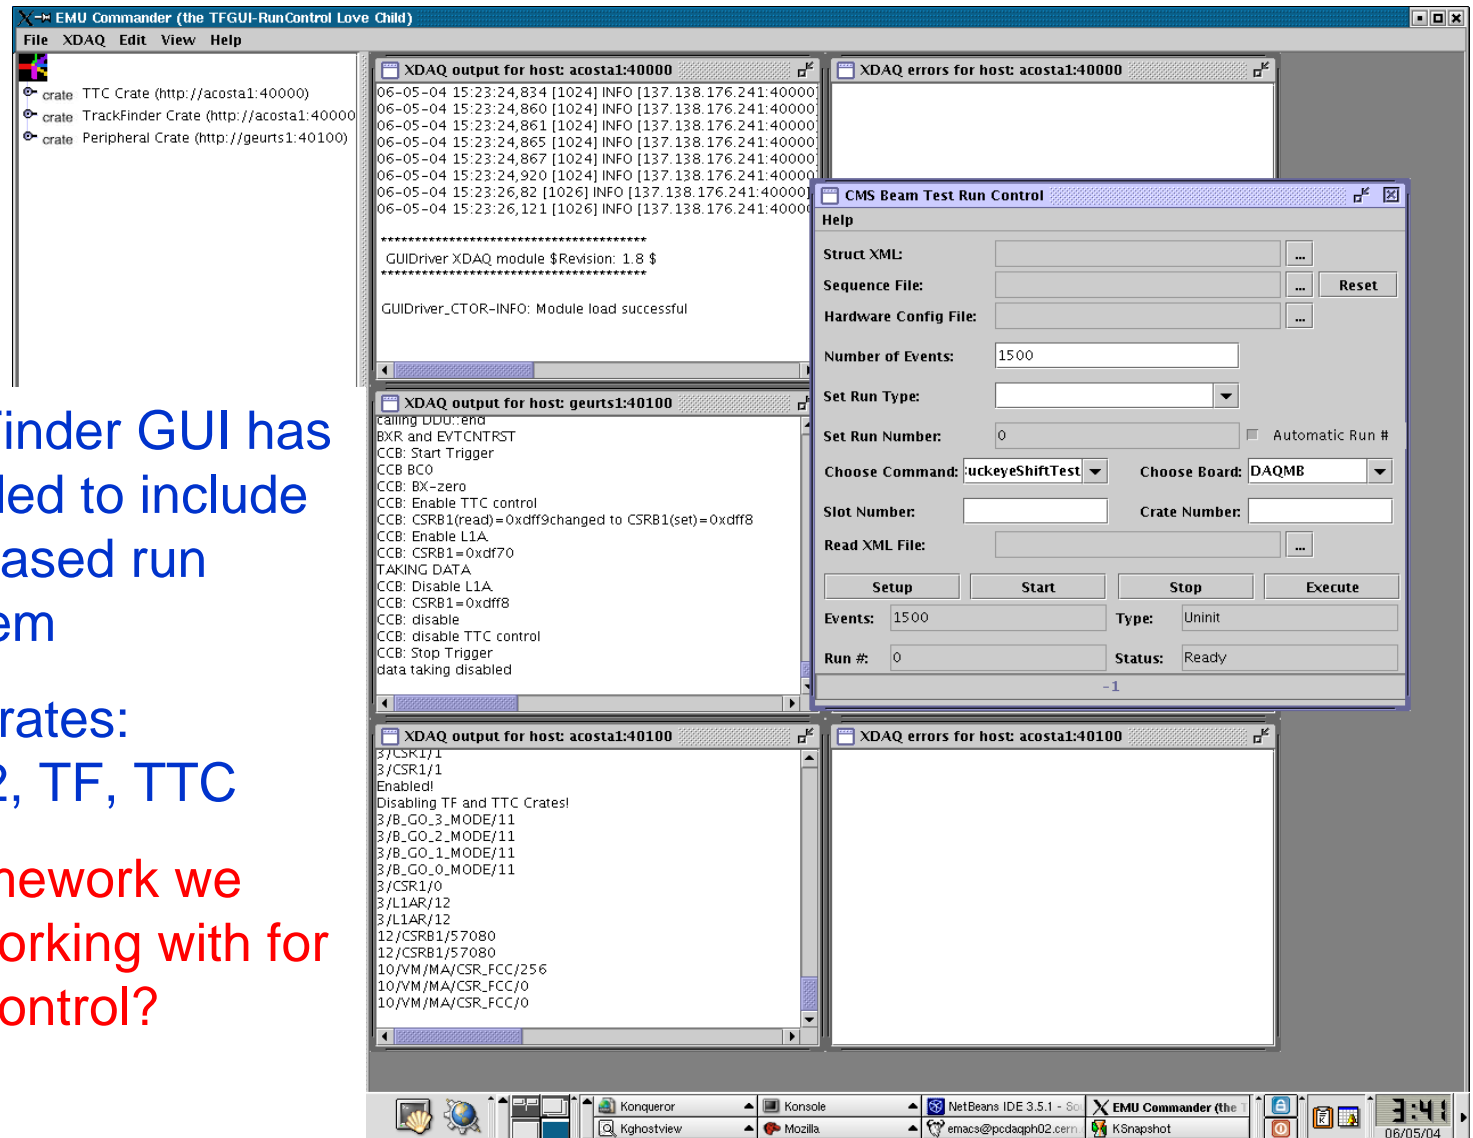 EMU Commander (the TFGUI-RunControl Love Child)
File XDAQ Edit View Help
crate TTC Crate (http://acosta1:40000)
crate TrackFinder Crate (http://acosta1:40000
crate Peripheral Crate (http://geurts1:40100)
XDAQ output for host: acosta1:40000
06-05-04 15:23:24,834 [1024] INFO [137.138.176.241:40000]
06-05-04 15:23:24,860 [1024] INFO [137.138.176.241:40000]
06-05-04 15:23:24,861 [1024] INFO [137.138.176.241:40000]
06-05-04 15:23:24,865 [1024] INFO [137.138.176.241:40000]
06-05-04 15:23:24,867 [1024] INFO [137.138.176.241:40000]
06-05-04 15:23:24,920 [1024] INFO [137.138.176.241:40000]
06-05-04 15:23:26,82 [1026] INFO [137.138.176.241:40000]
06-05-04 15:23:26,121 [1026] INFO [137.138.176.241:40000
***************************************
GUIDriver XDAQ module $Revision: 1.8 $
***************************************
GUIDriver_CTOR-INFO: Module load successful
XDAQ errors for host: acosta1:40000
CMS Beam Test Run Control
Help
Struct XML: ...
Sequence File: ... Reset
Hardware Config File: ...
Number of Events: 1500
Set Run Type:
Set Run Number: 0 Automatic Run #
Choose Command: uckeyeShiftTest Choose Board: DAQMB
Slot Number: Crate Number:
Read XML File: ...
Setup Start Stop Execute
Events: 1500 Type: Uninit
Run #: 0 Status: Ready
-1
XDAQ output for host: geurts1:40100
calling DDU::end
BXR and EVTCNTRST
CCB: Start Trigger
CCB BC0
CCB: BX-zero
CCB: Enable TTC control
CCB: CSRB1(read)=0xdff9changed to CSRB1(set)=0xdff8
CCB: Enable L1A
CCB: CSRB1=0xdf70
TAKING DATA
CCB: Disable L1A
CCB: CSRB1=0xdff8
CCB: disable
CCB: disable TTC control
CCB: Stop Trigger
data taking disabled
XDAQ output for host: acosta1:40100
3/CSR1/1
3/CSR1/1
Enabled!
Disabling TF and TTC Crates!
3/B_GO_3_MODE/11
3/B_GO_2_MODE/11
3/B_GO_1_MODE/11
3/B_GO_0_MODE/11
3/CSR1/0
3/L1AR/12
3/L1AR/12
12/CSRB1/57080
12/CSRB1/57080
10/VM/MA/CSR_FCC/256
10/VM/MA/CSR_FCC/0
10/VM/MA/CSR_FCC/0
XDAQ errors for host: acosta1:40100
inder GUI has
led to include
ased run
em
rates:
2, TF, TTC
nework we
orking with for
ontrol?
Konqueror Konsole NetBeans IDE 3.5.1 - So EMU Commander (the T
Kghostview Mozilla emacs@pcdaqph02.cern. KSnapshot
3:41
06/05/04